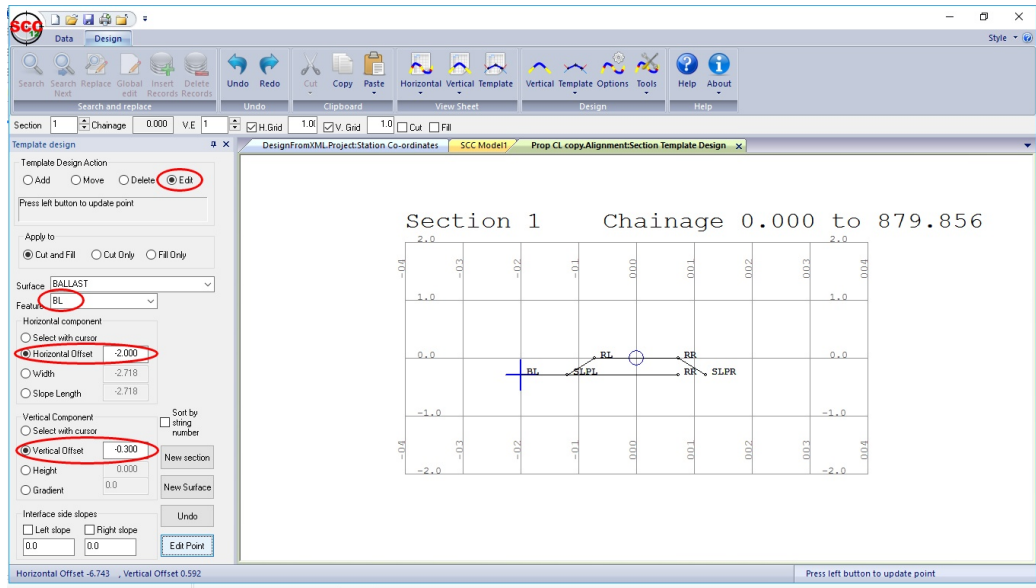 SCC
Style
Data Design
Search Search Next Replace Global edit Insert Records Delete Records Undo Redo Cut Copy Paste Horizontal Vertical Template Vertical Template Options Tools Help About
Search and replace Undo Clipboard View Sheet Design Help
Section 1 Chainage 0.000 V.E 1 H.Grid 1.0 V. Grid 1.0 Cut Fill
Template design
DesignFromXML.Project:Station Co-ordinates SCC Model1 Prop CL copy.Alignment:Section Template Design x
Template Design Action
Add Move Delete Edit
Press left button to update point
Apply to
Cut and Fill Cut Only Fill Only
Surface BALLAST
Feature BL
Horizontal component
Select with cursor
Horizontal Offset -2.000
Width -2.718
Slope Length -2.718
Vertical Component
Select with cursor
Sort by string number
Vertical Offset -0.300
Height 0.000
Gradient 0.0
New section
New Surface
Interface side slopes
Left slope Right slope
0.0 0.0
Undo
Edit Point
Section 1 Chainage 0.000 to 879.856
2.0 2.0
-04 -03 -02 -01 000 001 002 003 004
1.0 1.0
0.0 RL RR 0.0
BL SLPL RR SLPR
-1.0 -1.0
-04 -03 -02 -01 000 001 002 003 004
-2.0 -2.0
Horizontal Offset -6.743 , Vertical Offset 0.592
Press left button to update point